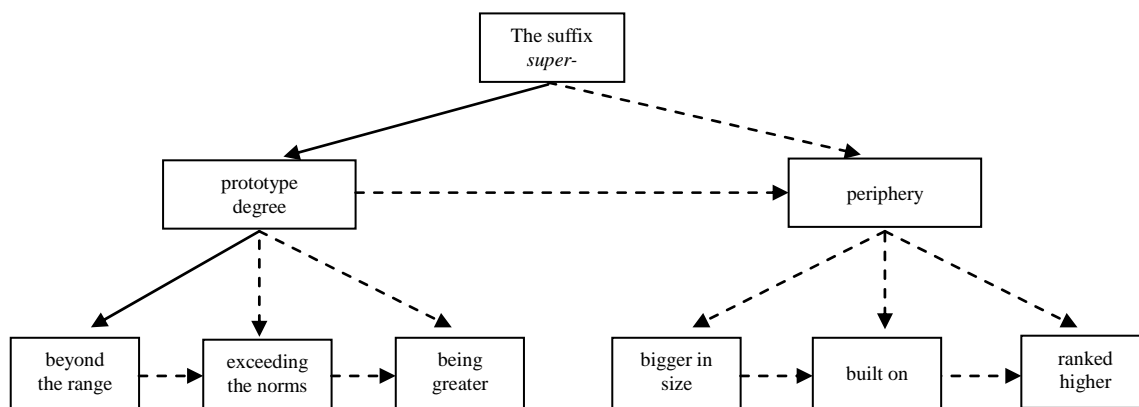 The suffix
super-
prototype
degree
periphery
beyond
the range
exceeding
the norms
being
greater
bigger in
size
built on
ranked
higher